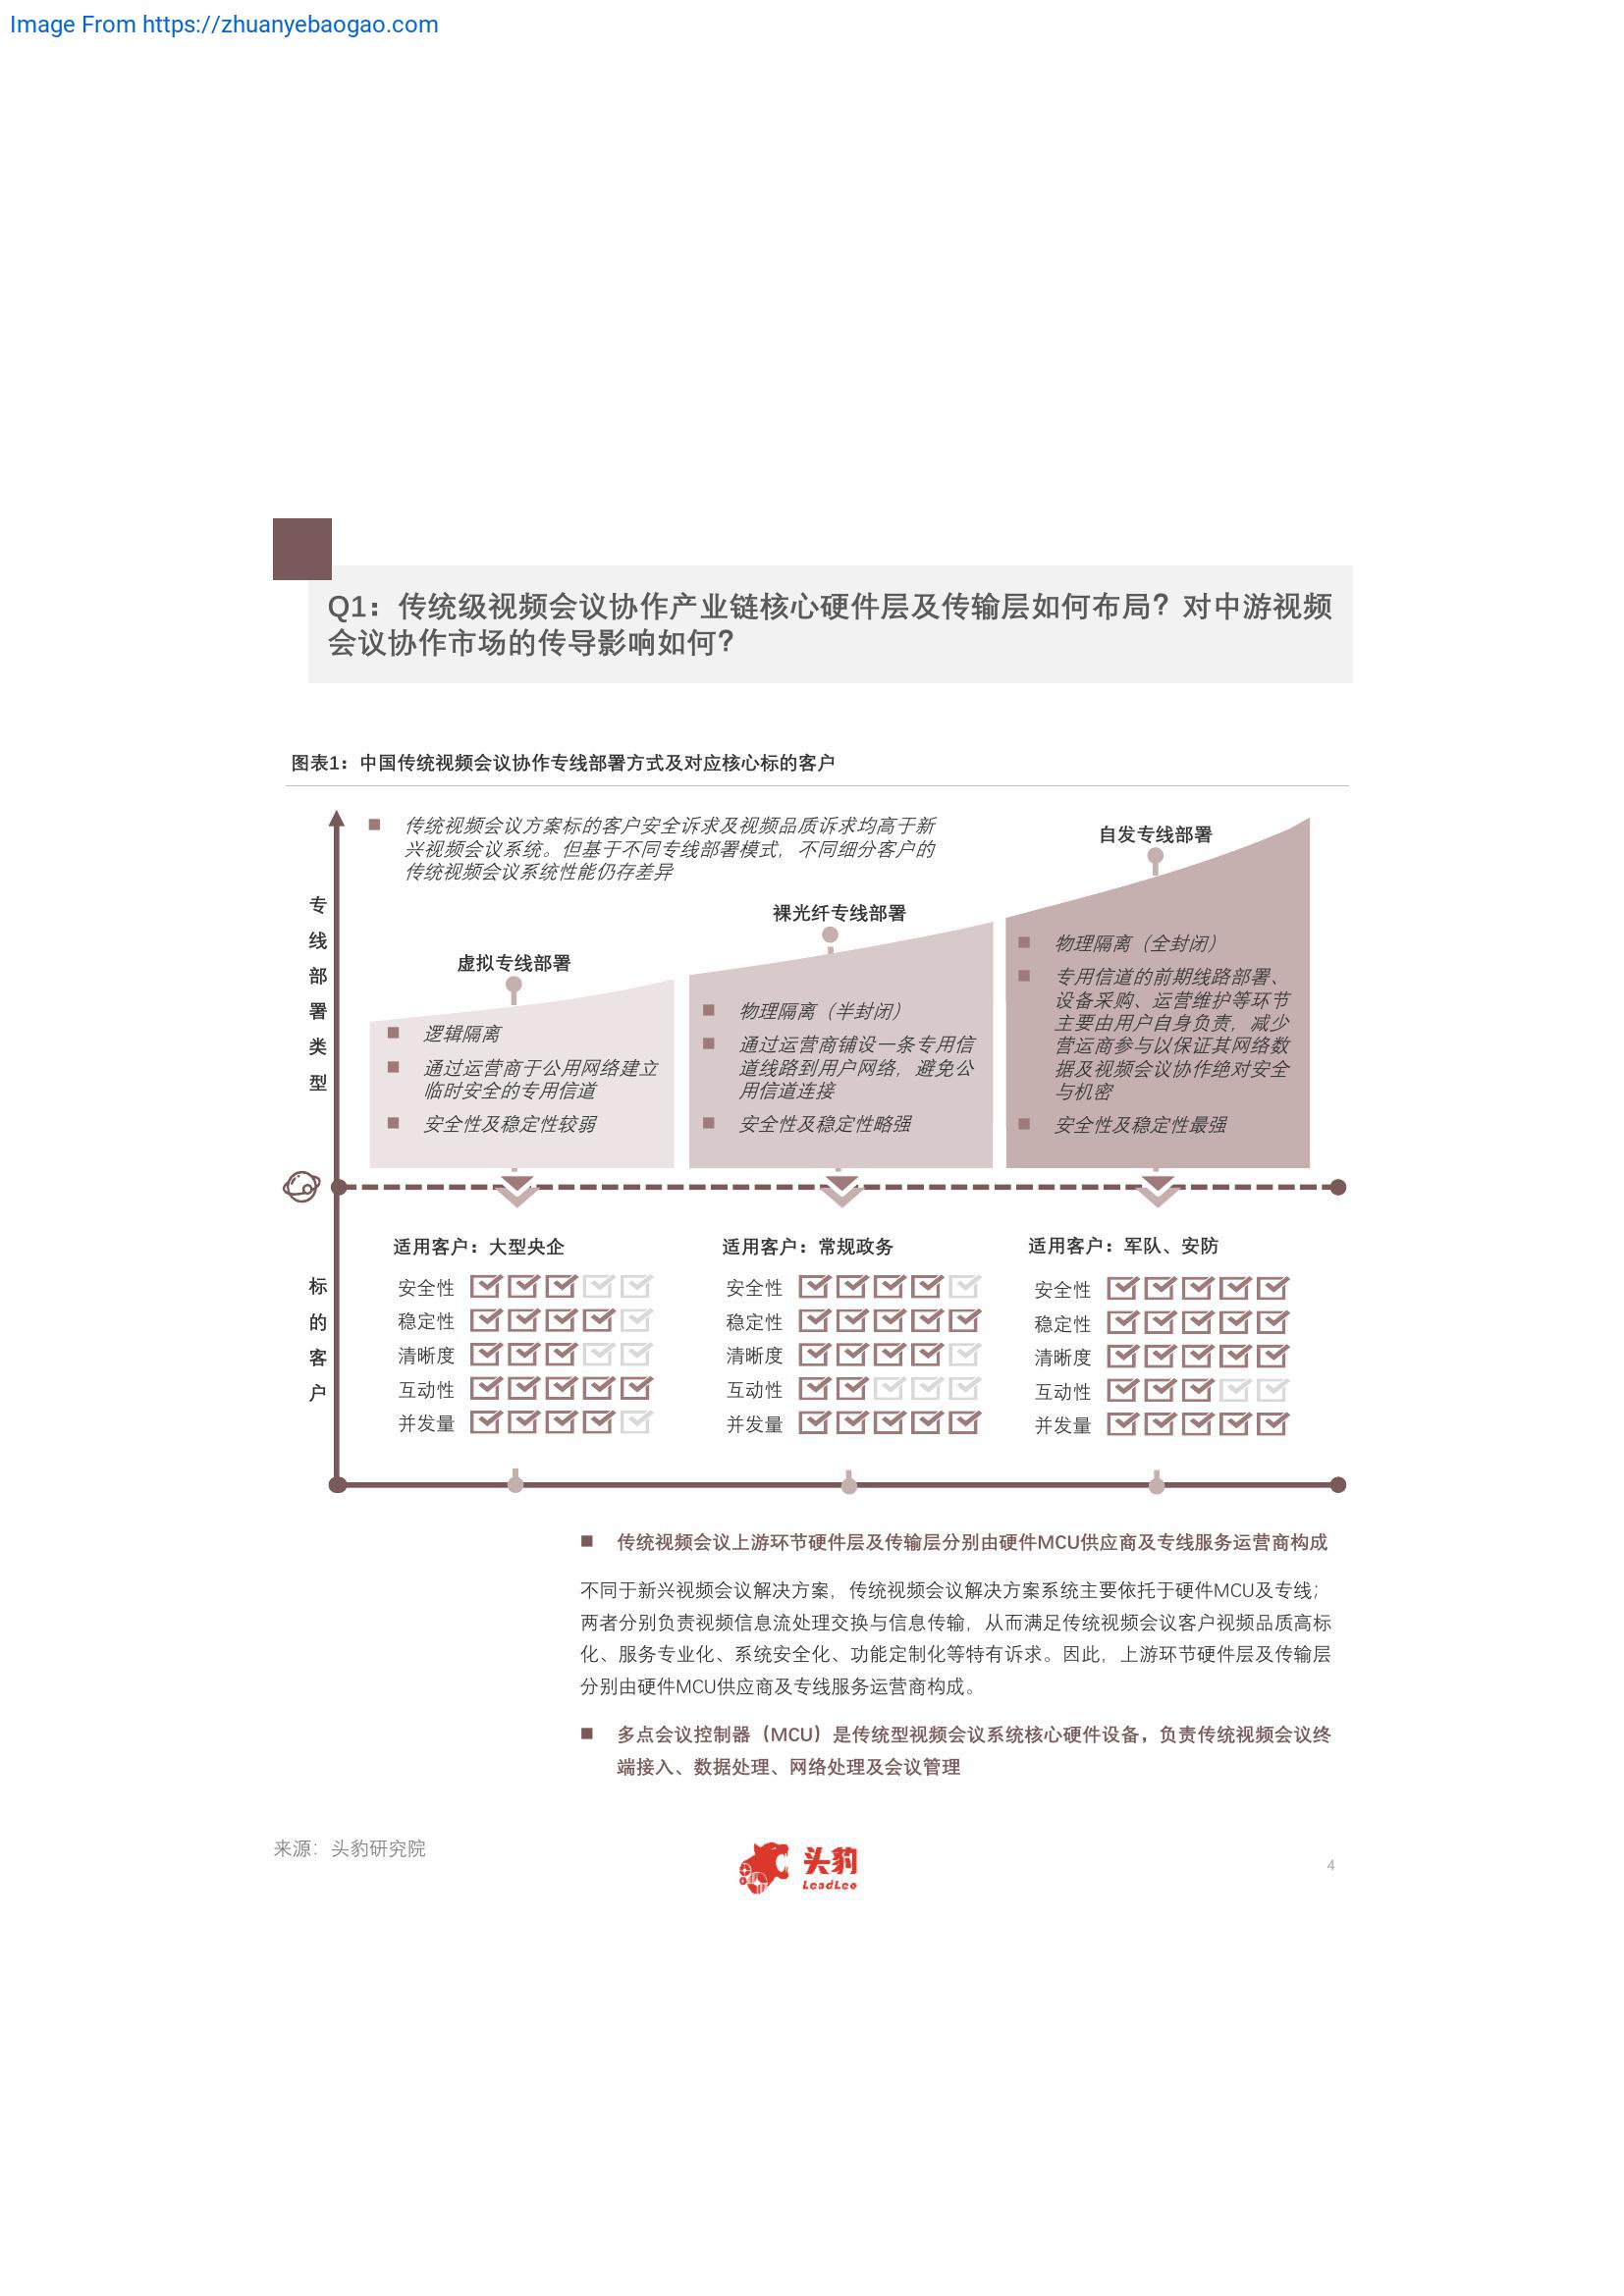 Image From https://zhuanyebaogao.com
Q1：传统级视频会议协作产业链核心硬件层及传输层如何布局？对中游视频
会议协作市场的传导影响如何？
图表1：中国传统视频会议协作专线部署方式及对应核心标的客户
传统视频会议方案标的客户安全诉求及视频品质诉求均高于新
兴视频会议系统。但基于不同专线部署模式，不同细分客户的
传统视频会议系统性能仍存差异
专线部署类型
虚拟专线部署
逻辑隔离
通过运营商于公用网络建立
临时安全的专用信道
安全性及稳定性较弱
裸光纤专线部署
物理隔离（半封闭）
通过运营商铺设一条专用信
道线路到用户网络，避免公
用信道连接
安全性及稳定性略强
自发专线部署
物理隔离（全封闭）
专用信道的前期线路部署、
设备采购、运营维护等环节
主要由用户自身负责，减少
营运商参与以保证其网络数
据及视频会议协作绝对安全
与机密
安全性及稳定性最强
标的客户
适用客户：大型央企
安全性
稳定性
清晰度
互动性
并发量
适用客户：常规政务
安全性
稳定性
清晰度
互动性
并发量
适用客户：军队、安防
安全性
稳定性
清晰度
互动性
并发量
传统视频会议上游环节硬件层及传输层分别由硬件MCU供应商及专线服务运营商构成
不同于新兴视频会议解决方案，传统视频会议解决方案系统主要依托于硬件MCU及专线；
两者分别负责视频信息流处理交换与信息传输，从而满足传统视频会议客户视频品质高标
化、服务专业化、系统安全化、功能定制化等特有诉求。因此，上游环节硬件层及传输层
分别由硬件MCU供应商及专线服务运营商构成。
多点会议控制器（MCU）是传统型视频会议系统核心硬件设备，负责传统视频会议终
端接入、数据处理、网络处理及会议管理
来源：头豹研究院
头豹
LeadLeo
4